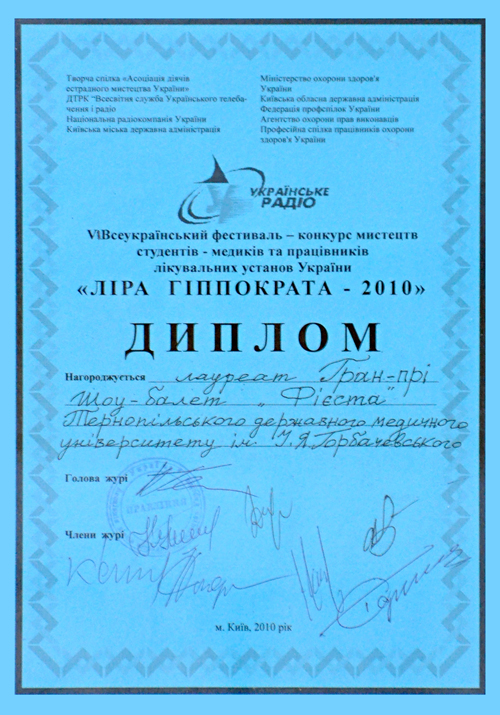 Творча спілка «Асоціація діячів
естрадного мистецтва України»
ДТРК "Всесвітня служба Українського телеба-
чення і радіо
Національна радіокомпанія України
Київська міська державна адміністрація
Міністерство охорони здоров'я
України
Київська обласна державна адміністрація
Федерація профспілок України
Агентство охорони прав виконавців
Професійна спілка працівників охорони
здоров'я України
УКРАЇНСЬКЕ
РАДІО
VІІВсеукраїнський фестиваль – конкурс мистецтв
студентів - медиків та працівників
лікувальних установ України
«ЛІРА ГІППОКРАТА - 2010»
ДИПЛОМ
Нагороджується лауреат Гран-прі
Шоу-балет „Фієста"
Тернопільського державного медичного
університету ім. І.Я.Горбачевського
Голова журі
Члени журі
м. Київ, 2010 рік